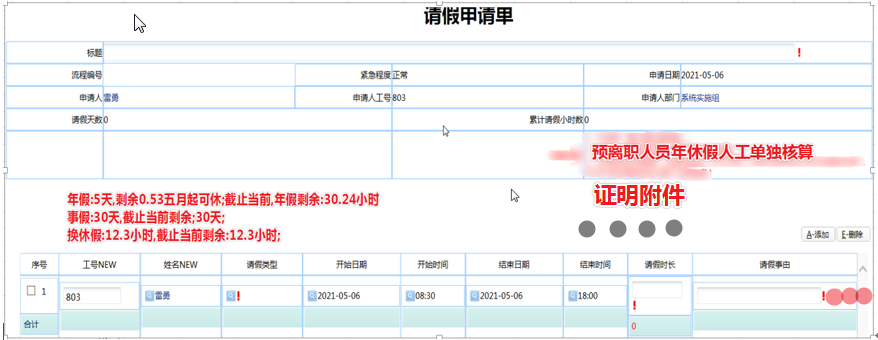 请假申请单
标题 !
流程编号 紧急程度 正常 申请日期 2021-05-06
申请人 雷勇 申请人工号 803 申请人部门 系统实施组
请假天数 0 累计请假小时数 0
预离职人员年休假人工单独核算
证明附件
年假:5天,剩余0.53五月起可休;截止当前,年假剩余:30.24小时
事假:30天,截止当前剩余;30天;
换休假:12.3小时,截止当前剩余:12.3小时;
A-添加 E-删除
序号 工号NEW 姓名NEW 请假类型 开始日期 开始时间 结束日期 结束时间 请假时长 请假事由
1 803 雷勇 ! 2021-05-06 08:30 2021-05-06 18:00 ! !
合计 0